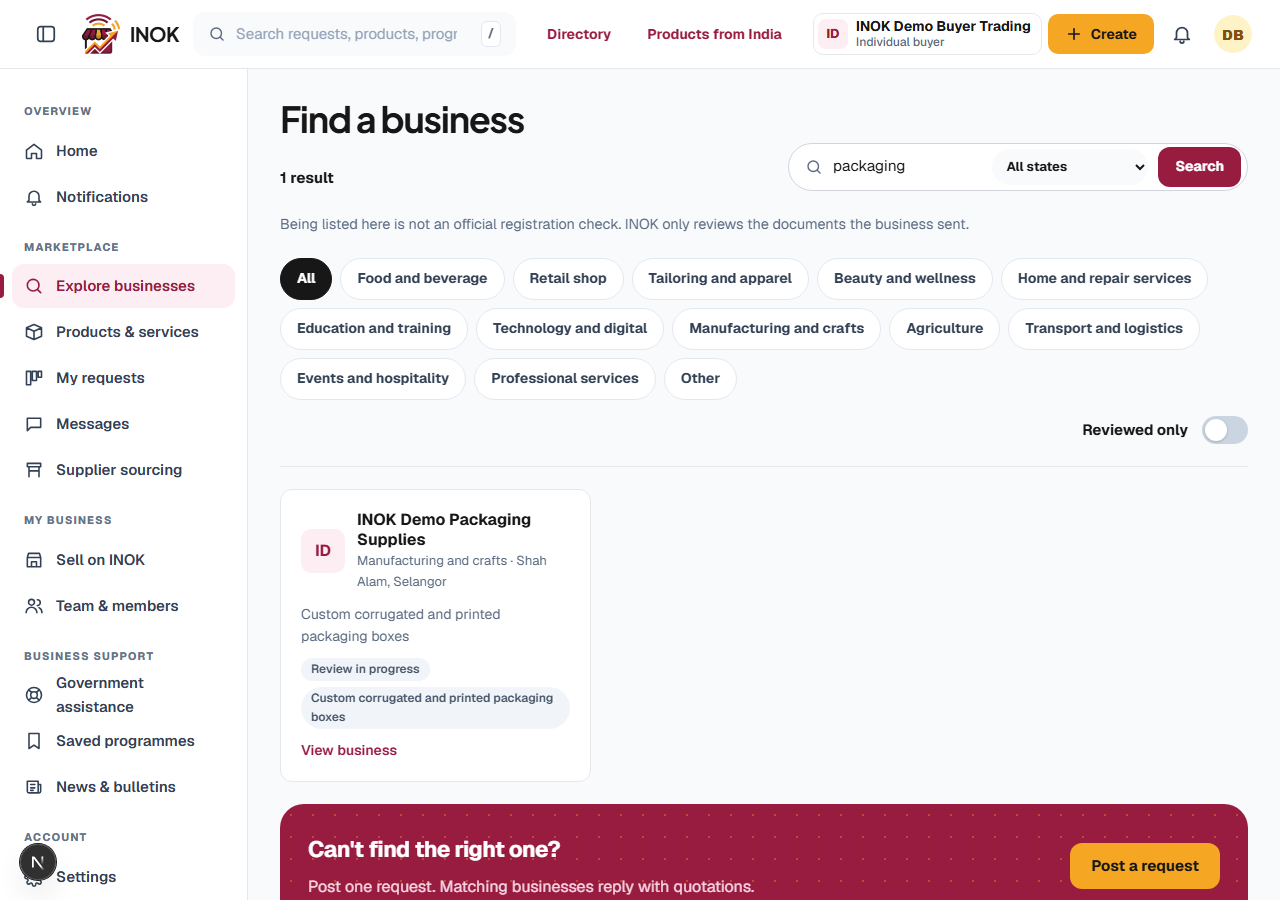 INOK
Search requests, products, progr
/
Directory
Products from India
ID
INOK Demo Buyer Trading
Individual buyer
Create
DB
OVERVIEW
Home
Notifications
MARKETPLACE
Explore businesses
Products & services
My requests
Messages
Supplier sourcing
MY BUSINESS
Sell on INOK
Team & members
BUSINESS SUPPORT
Government
assistance
Saved programmes
News & bulletins
ACCOUNT
N
Settings
Find a business
1 result
packaging
All states
Search
Being listed here is not an official registration check. INOK only reviews the documents the business sent.
All
Food and beverage
Retail shop
Tailoring and apparel
Beauty and wellness
Home and repair services
Education and training
Technology and digital
Manufacturing and crafts
Agriculture
Transport and logistics
Events and hospitality
Professional services
Other
Reviewed only
ID
INOK Demo Packaging
Supplies
Manufacturing and crafts · Shah
Alam, Selangor
Custom corrugated and printed
packaging boxes
Review in progress
Custom corrugated and printed packaging
boxes
View business
Can't find the right one?
Post one request. Matching businesses reply with quotations.
Post a request